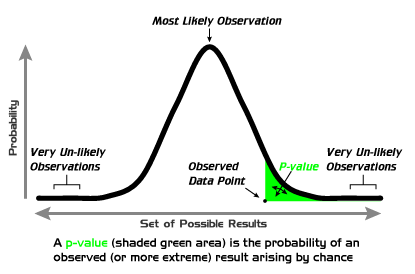 Most Likely Observation
Probability
Very Un-likely
Observations
Observed
Data Point
P-value
Very Un-likely
Observations
Set of Possible Results
A p-value (shaded green area) is the probability of an
observed (or more extreme) result arising by chance